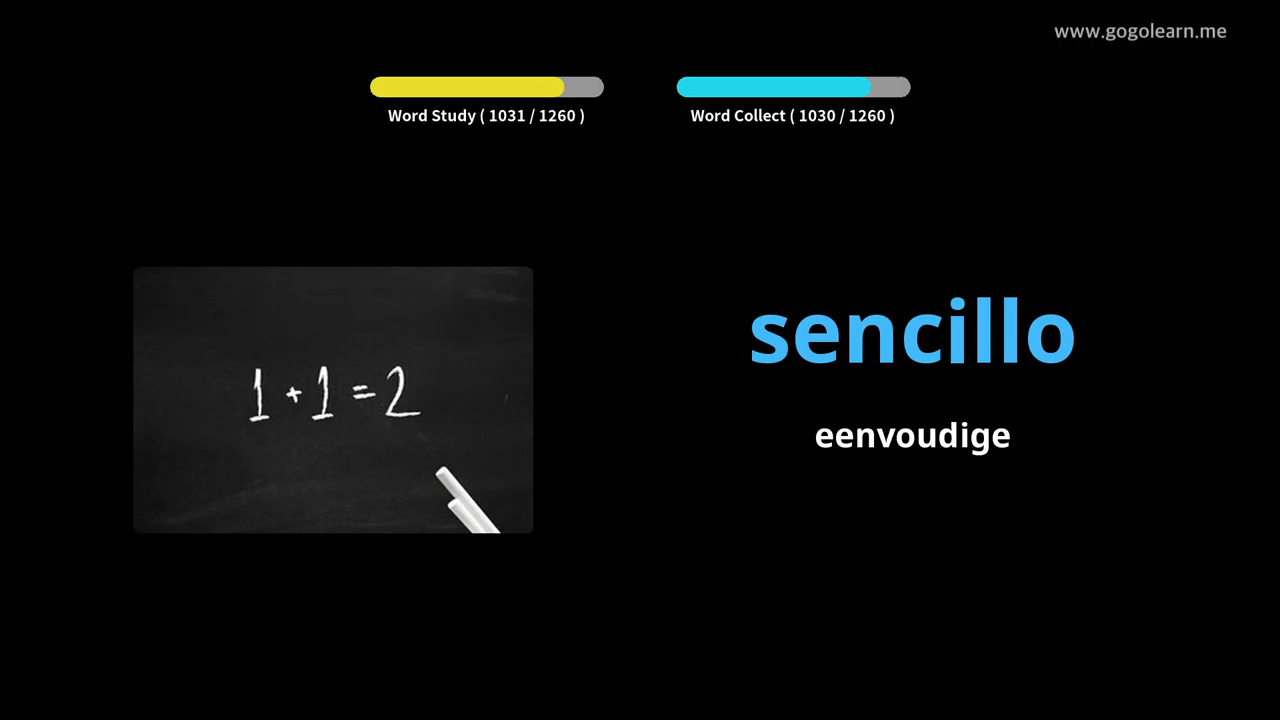 www.gogolearn.me
Word Study ( 1031 / 1260 )
Word Collect ( 1030 / 1260 )
1 + 1 = 2
sencillo
eenvoudige